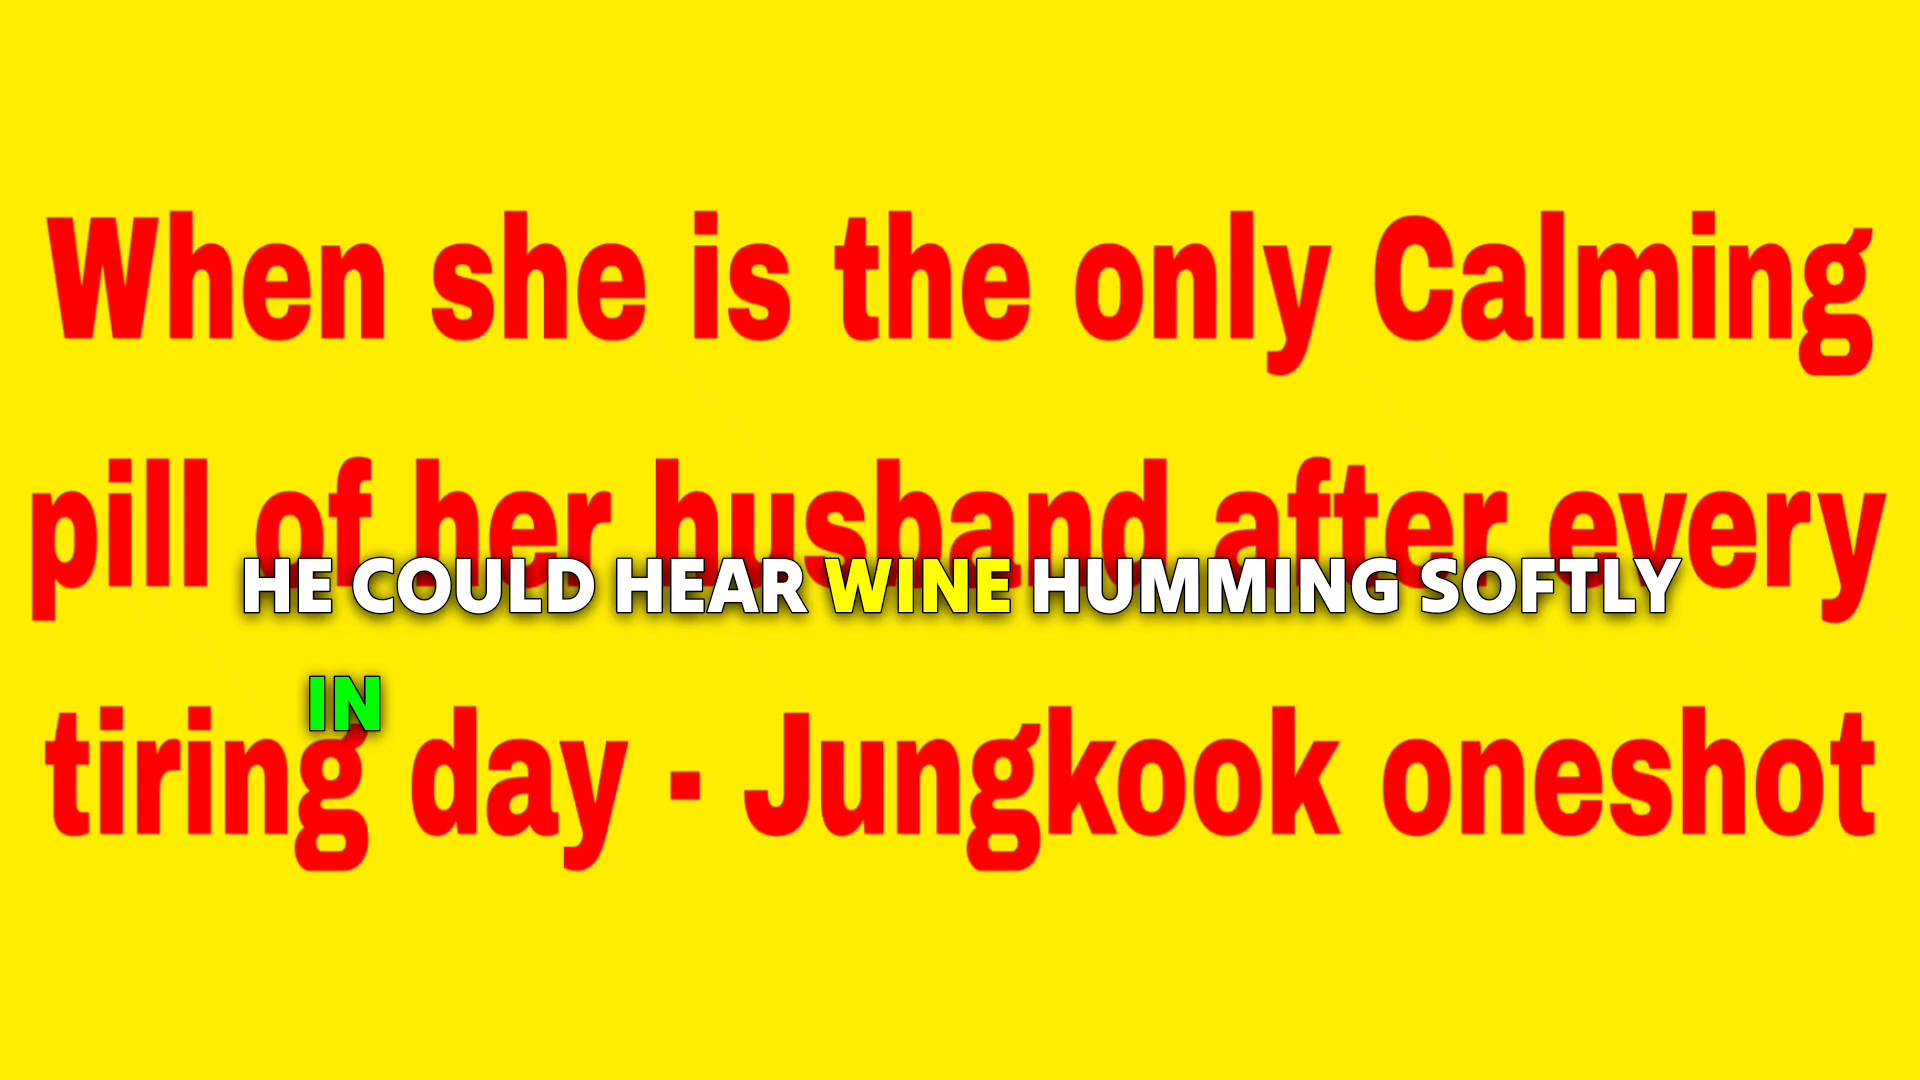 When she is the only Calming
pill of her husband after every
HE COULD HEAR WINE HUMMING SOFTLY
IN
tiring day - Jungkook oneshot